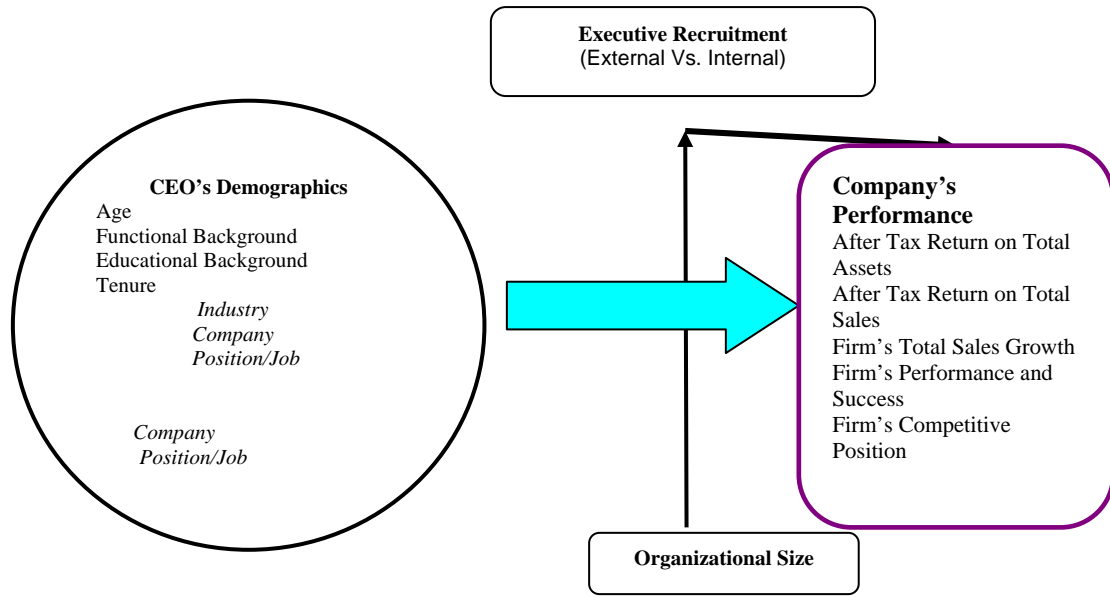 Executive Recruitment
(External Vs. Internal)
CEO's Demographics
Age
Functional Background
Educational Background
Tenure
Industry
Company
Position/Job
Company
Position/Job
Company's
Performance
After Tax Return on Total
Assets
After Tax Return on Total
Sales
Firm's Total Sales Growth
Firm's Performance and
Success
Firm's Competitive
Position
Organizational Size